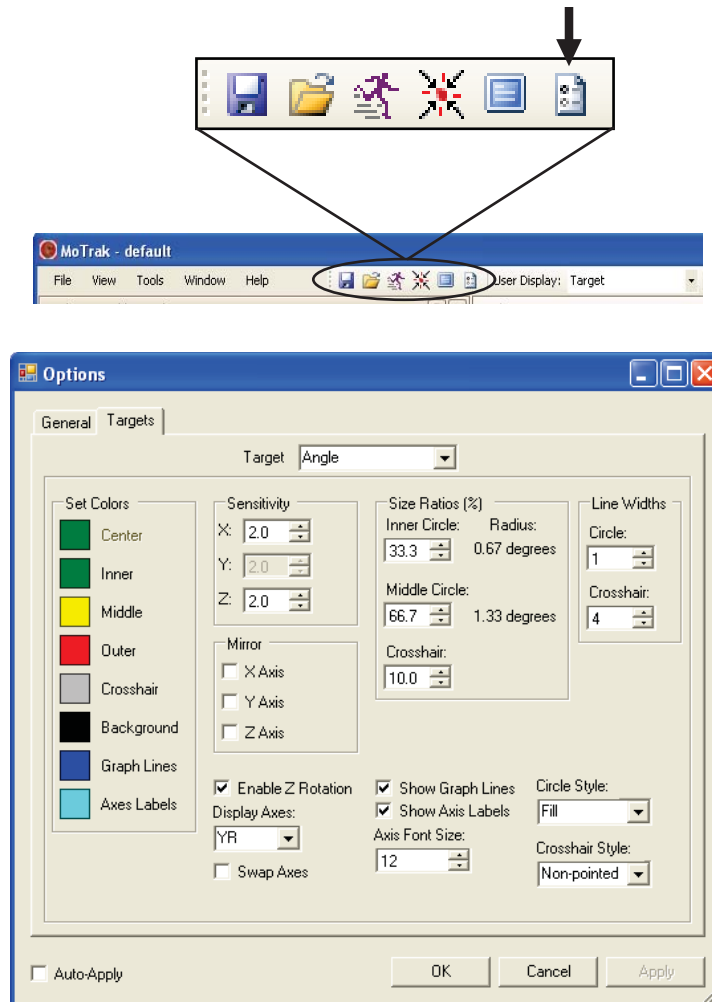 MoTrak - default
File View Tools Window Help User Display: Target
Options
General Targets
Target Angle
Set Colors
Center
Inner
Middle
Outer
Crosshair
Background
Graph Lines
Axes Labels
Sensitivity
X: 2.0
Y: 2.0
Z: 2.0
Mirror
X Axis
Y Axis
Z Axis
Size Ratios (%)
Inner Circle: Radius:
33.3 0.67 degrees
Middle Circle:
66.7 1.33 degrees
Crosshair:
10.0
Line Widths
Circle:
1
Crosshair:
4
Enable Z Rotation
Display Axes:
YR
Swap Axes
Show Graph Lines
Show Axis Labels
Axis Font Size:
12
Circle Style:
Fill
Crosshair Style:
Non-pointed
Auto-Apply OK Cancel Apply